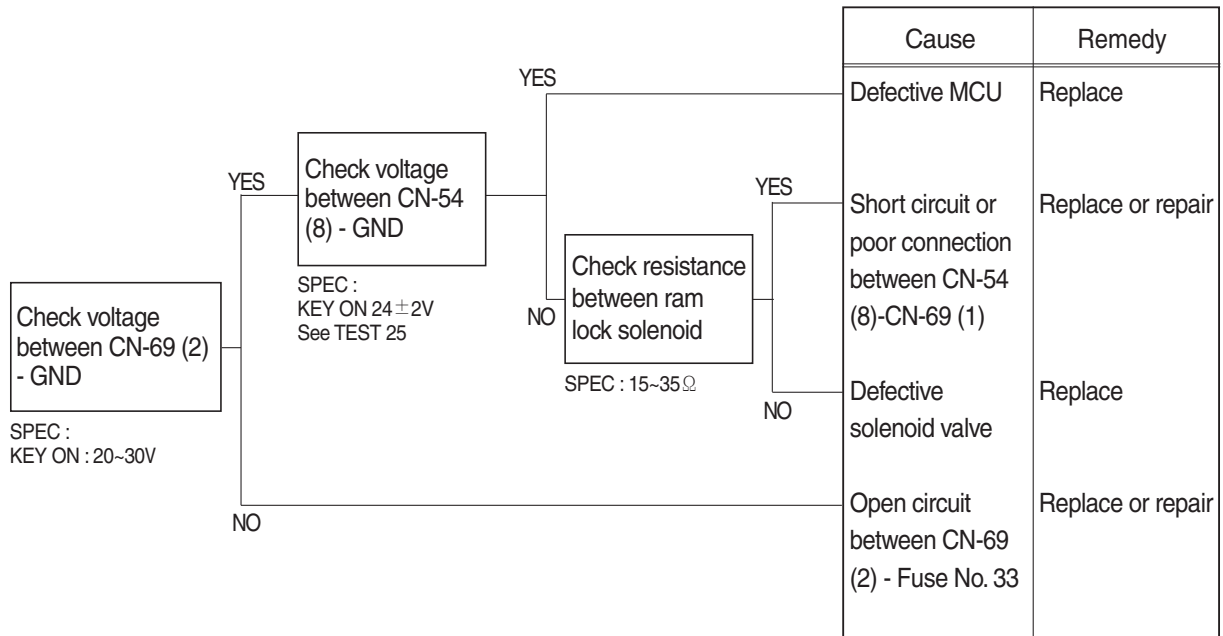 Check voltage
between CN-69 (2)
- GND
SPEC :
KEY ON : 20~30V
YES
NO
Check voltage
between CN-54
(8) - GND
SPEC :
KEY ON 24±2V
See TEST 25
YES
NO
Check resistance
between ram
lock solenoid
SPEC : 15~35Ω
YES
NO
Cause
Remedy
Defective MCU
Replace
Short circuit or
poor connection
between CN-54
(8)-CN-69 (1)
Replace or repair
Defective
solenoid valve
Replace
Open circuit
between CN-69
(2) - Fuse No. 33
Replace or repair